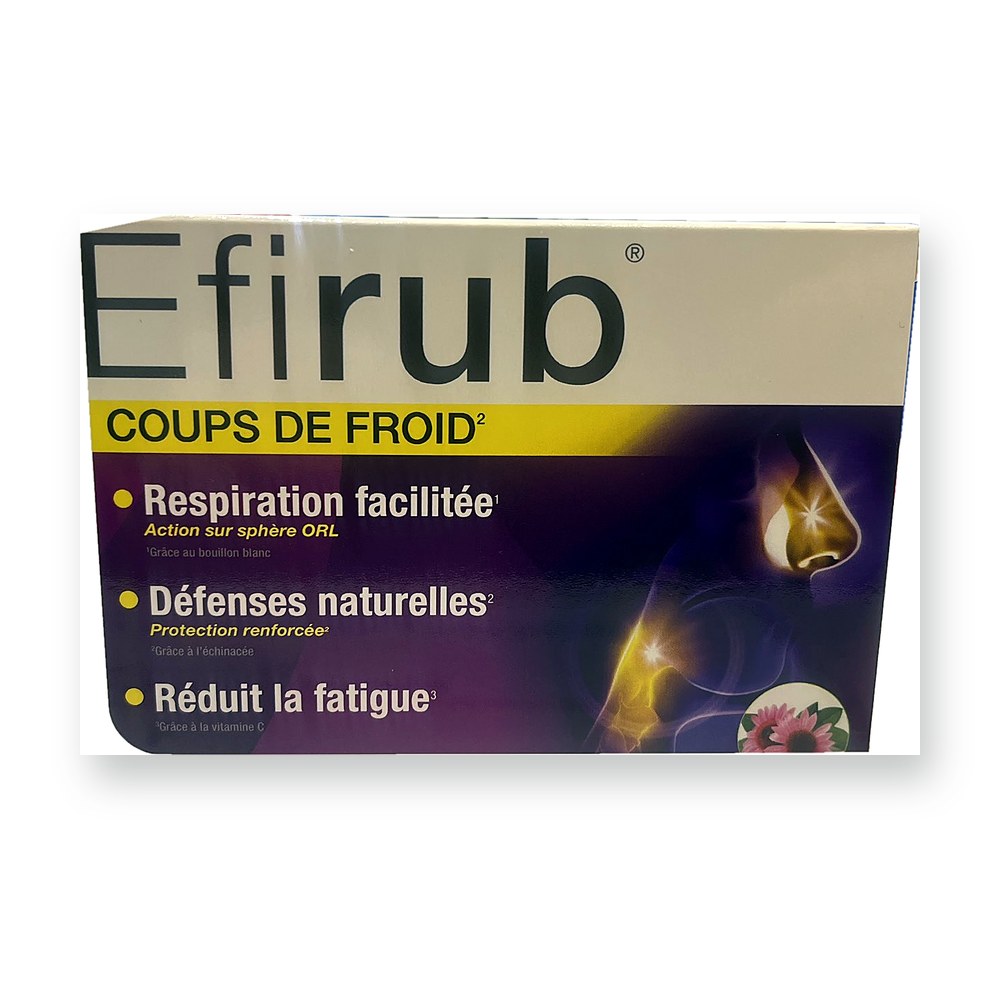 Efirub®
COUPS DE FROID²
Respiration facilitée¹
Action sur sphère ORL
¹Grâce au bouillon blanc
Défenses naturelles²
Protection renforcée²
²Grâce à l'échinacée
Réduit la fatigue³
³Grâce à la vitamine C